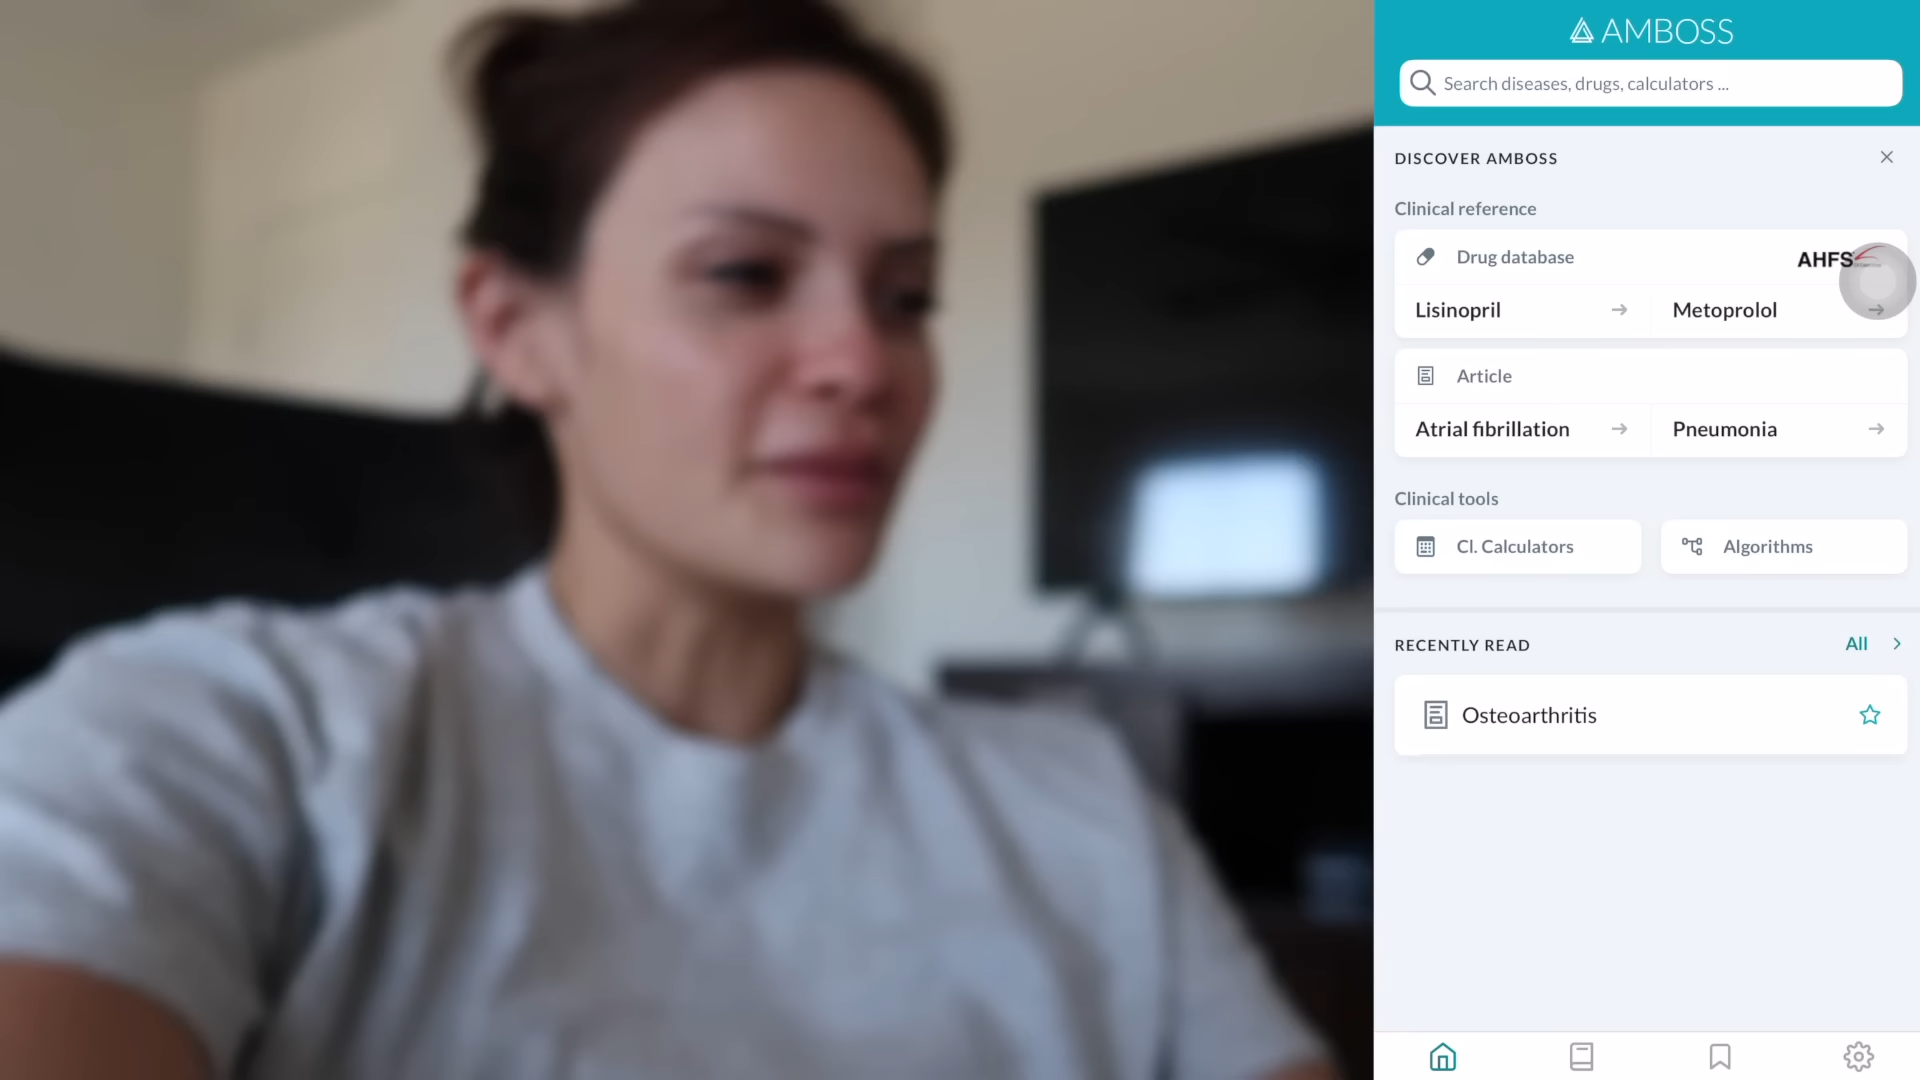 AMBOSS
Search diseases, drugs, calculators ...
DISCOVER AMBOSS
Clinical reference
Drug database
AHFS
Lisinopril
Metoprolol
Article
Atrial fibrillation
Pneumonia
Clinical tools
Cl. Calculators
Algorithms
RECENTLY READ
All
Osteoarthritis